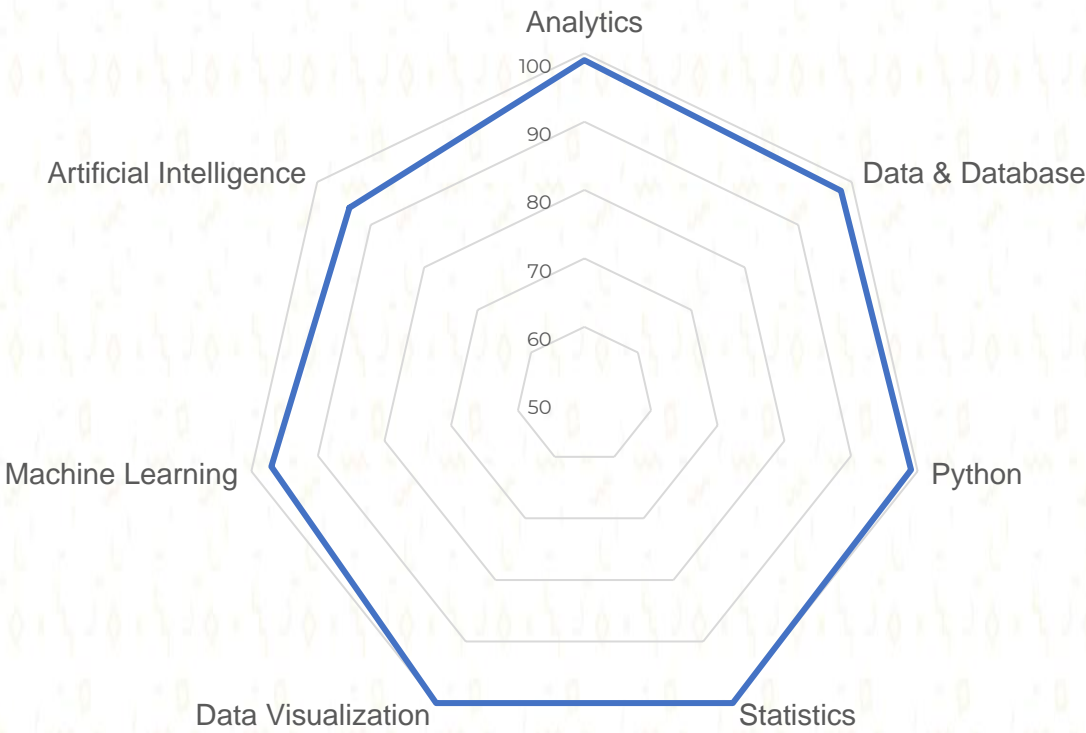 Analytics
100
90
Artificial Intelligence
Data & Database
80
70
60
50
Machine Learning
Python
Data Visualization
Statistics